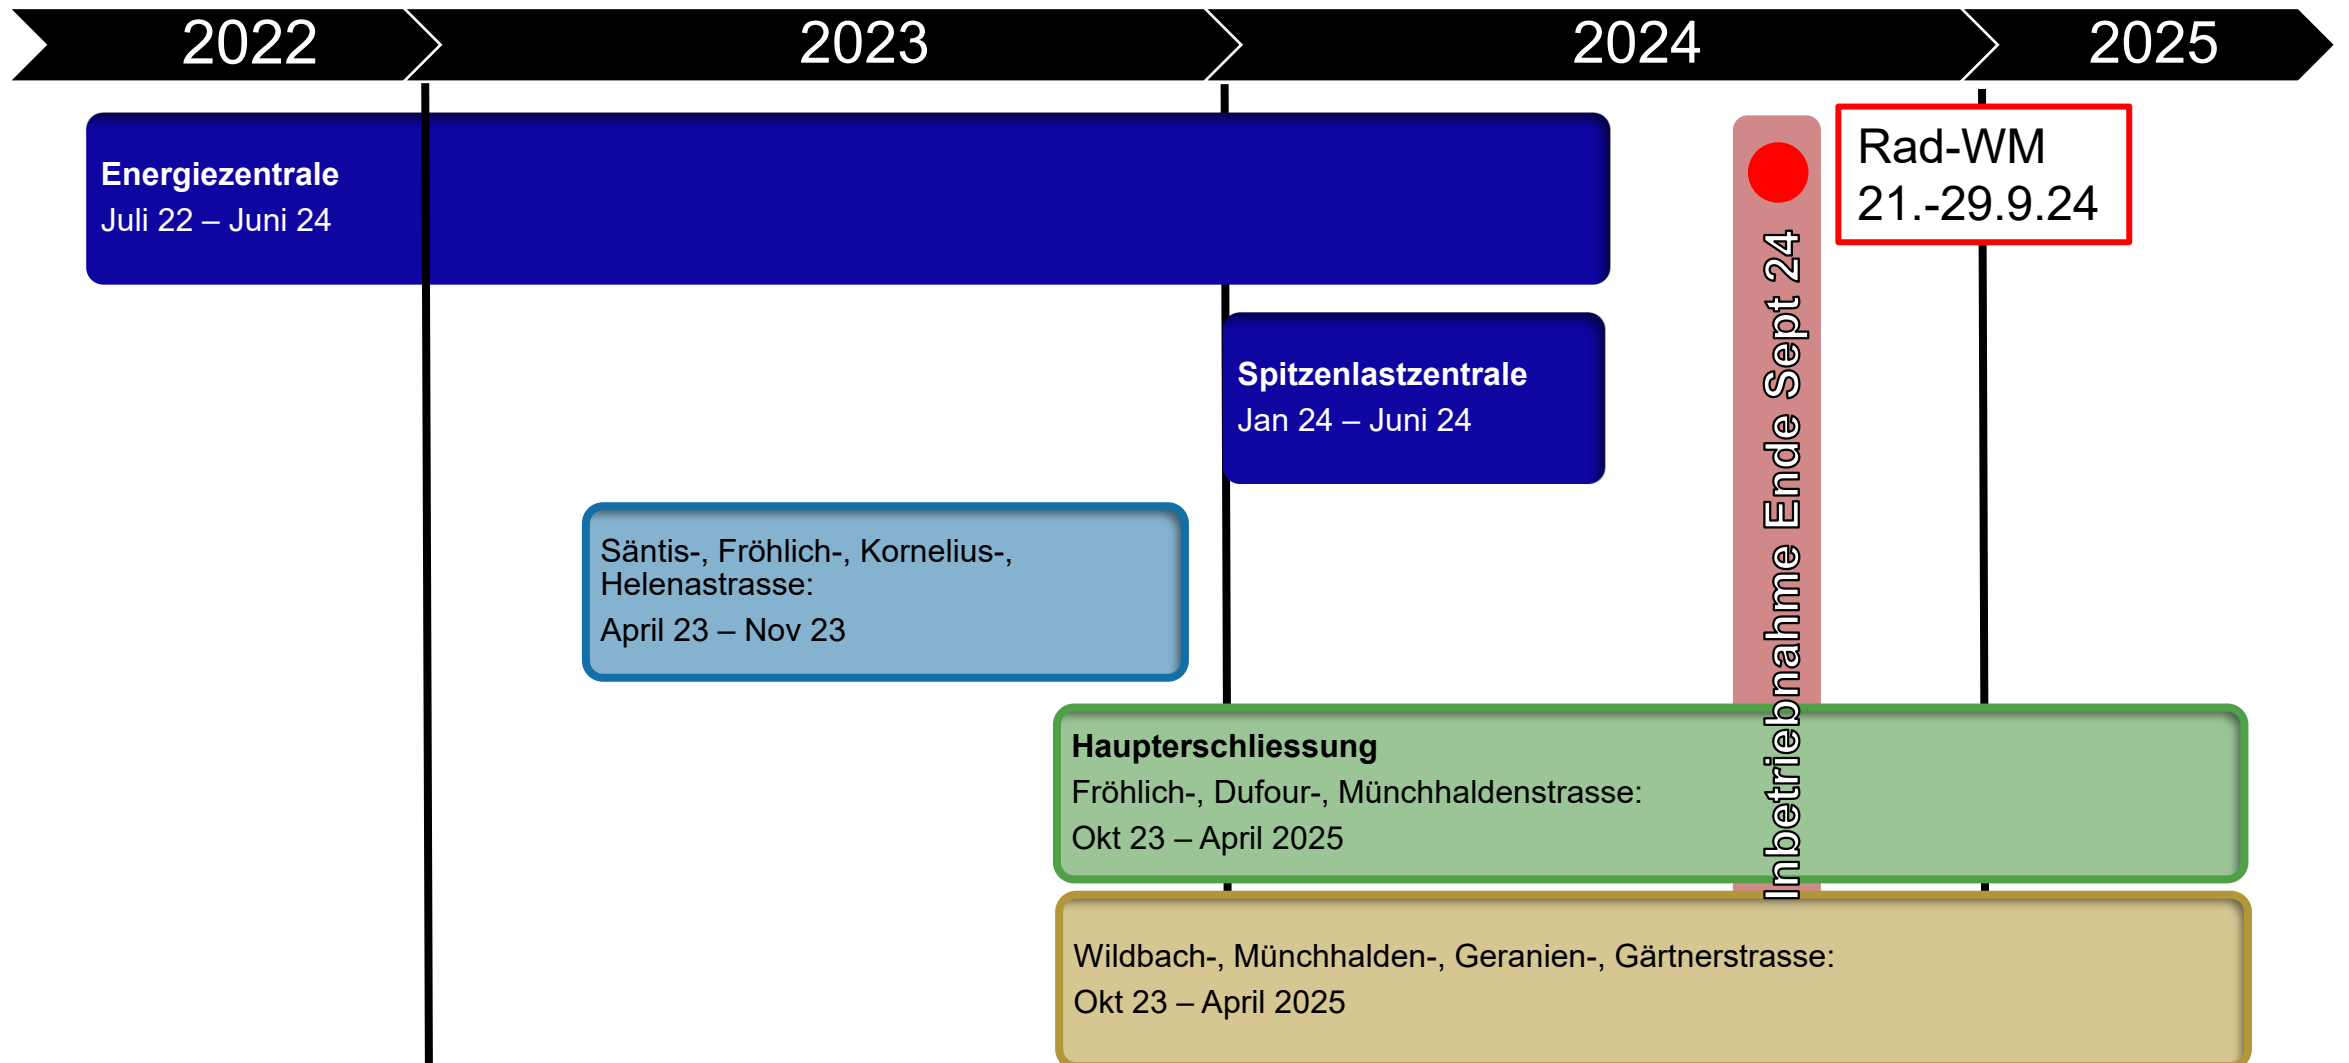 2022
2023
2024
2025
Energiezentrale
Juli 22 – Juni 24
Rad-WM
21.-29.9.24
Inbetriebnahme Ende Sept 24
Spitzenlastzentrale
Jan 24 – Juni 24
Säntis-, Fröhlich-, Kornelius-,
Helenastrasse:
April 23 – Nov 23
Haupterschliessung
Fröhlich-, Dufour-, Münchhaldenstrasse:
Okt 23 – April 2025
Wildbach-, Münchhalden-, Geranien-, Gärtnerstrasse:
Okt 23 – April 2025